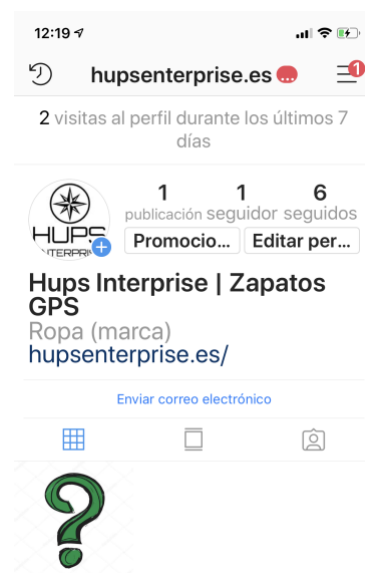 12:19
hupsenterprise.es
1
2 visitas al perfil durante los últimos 7
días
1 1 6
publicación seguidor seguidos
HUPS
Promocio... Editar per...
Hups Interprise | Zapatos
GPS
Ropa (marca)
hupsenterprise.es/
Enviar correo electrónico
?